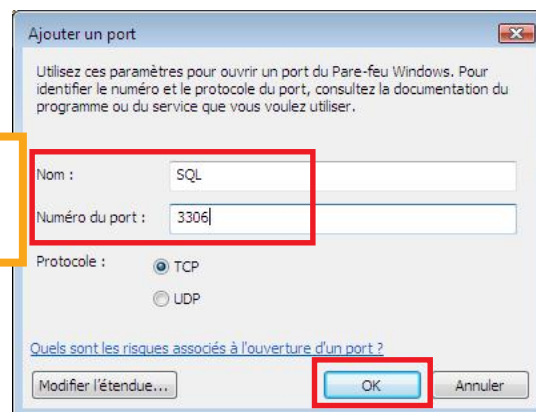 Ajouter un port
Utilisez ces paramètres pour ouvrir un port du Pare-feu Windows. Pour
identifier le numéro et le protocole du port, consultez la documentation du
programme ou du service que vous voulez utiliser.
Nom : SQL
Numéro du port : 3306
Protocole : TCP
UDP
Quels sont les risques associés à l'ouverture d'un port ?
Modifier l'étendue... OK Annuler